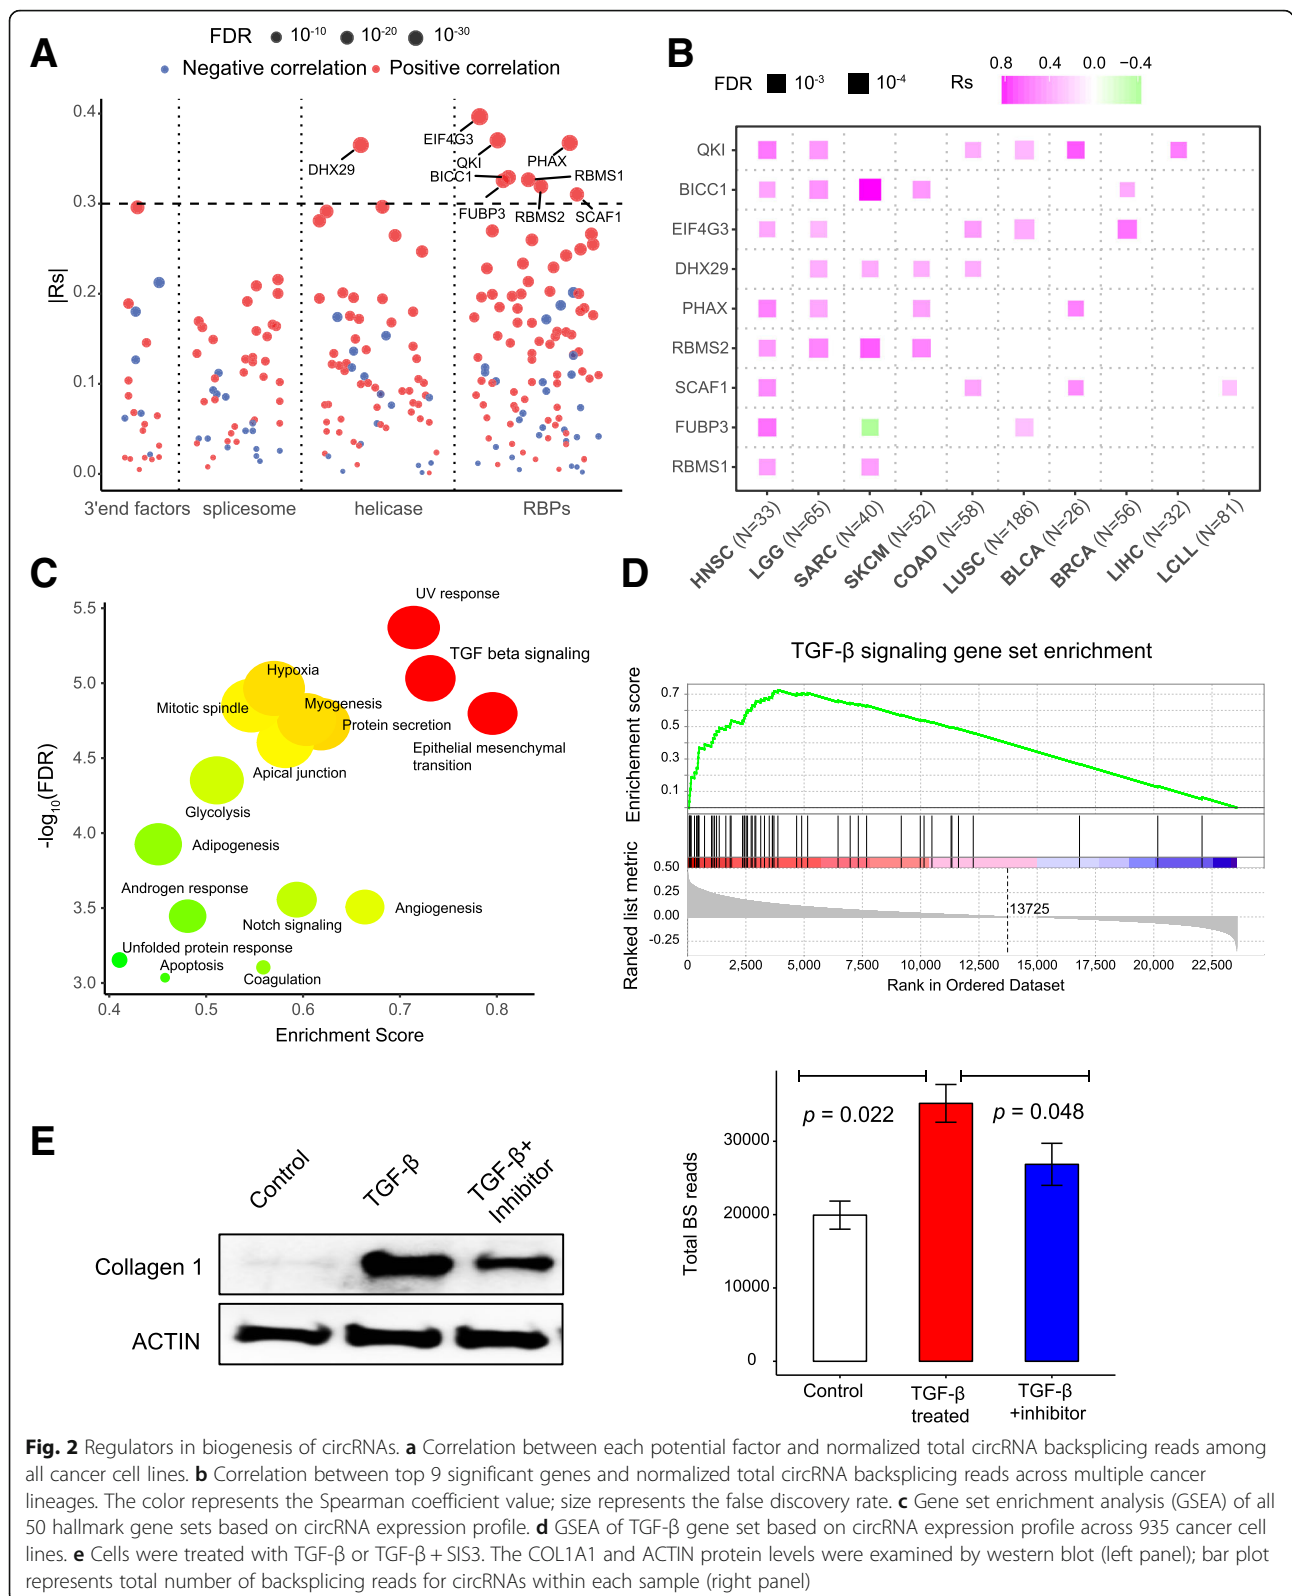 A
FDR 10-10 10-20 10-30
Negative correlation Positive correlation
|Rs|
0.4
0.3
0.2
0.1
0.0
EIF4G3
QKI
BICC1
FUBP3
PHAX
RBMS1
RBMS2
SCAF1
DHX29
3'end factors splicesome helicase RBPs
B
FDR 10-3 10-4 Rs 0.8 0.4 0.0 −0.4
QKI
BICC1
EIF4G3
DHX29
PHAX
RBMS2
SCAF1
FUBP3
RBMS1
HNSC (N=33)
LGG (N=65)
SARC (N=40)
SKCM (N=52)
COAD (N=58)
LUSC (N=186)
BLCA (N=26)
BRCA (N=56)
LIHC (N=32)
LCLL (N=81)
C
-log10(FDR)
5.5
5.0
4.5
4.0
3.5
3.0
UV response
TGF beta signaling
Hypoxia
Mitotic spindle
Myogenesis
Protein secretion
Epithelial mesenchymal
transition
Apical junction
Glycolysis
Adipogenesis
Androgen response
Notch signaling
Angiogenesis
Unfolded protein response
Apoptosis
Coagulation
0.4 0.5 0.6 0.7 0.8
Enrichment Score
D
TGF-β signaling gene set enrichment
Enrichement score
0.7
0.5
0.3
0.1
Ranked list metric
0.50
0.25
0.00
-0.25
13725
0 2,500 5,000 7,500 10,000 12,500 15,000 17,500 20,000 22,500
Rank in Ordered Dataset
E
Control
TGF-β
TGF-β+
Inhibitor
Collagen 1
ACTIN
p = 0.022 p = 0.048
Total BS reads
30000
20000
10000
0
Control
TGF-β
treated
TGF-β
+inhibitor
Fig. 2 Regulators in biogenesis of circRNAs. a Correlation between each potential factor and normalized total circRNA backsplicing reads among
all cancer cell lines. b Correlation between top 9 significant genes and normalized total circRNA backsplicing reads across multiple cancer
lineages. The color represents the Spearman coefficient value; size represents the false discovery rate. c Gene set enrichment analysis (GSEA) of all
50 hallmark gene sets based on circRNA expression profile. d GSEA of TGF-β gene set based on circRNA expression profile across 935 cancer cell
lines. e Cells were treated with TGF-β or TGF-β + SIS3. The COL1A1 and ACTIN protein levels were examined by western blot (left panel); bar plot
represents total number of backsplicing reads for circRNAs within each sample (right panel)